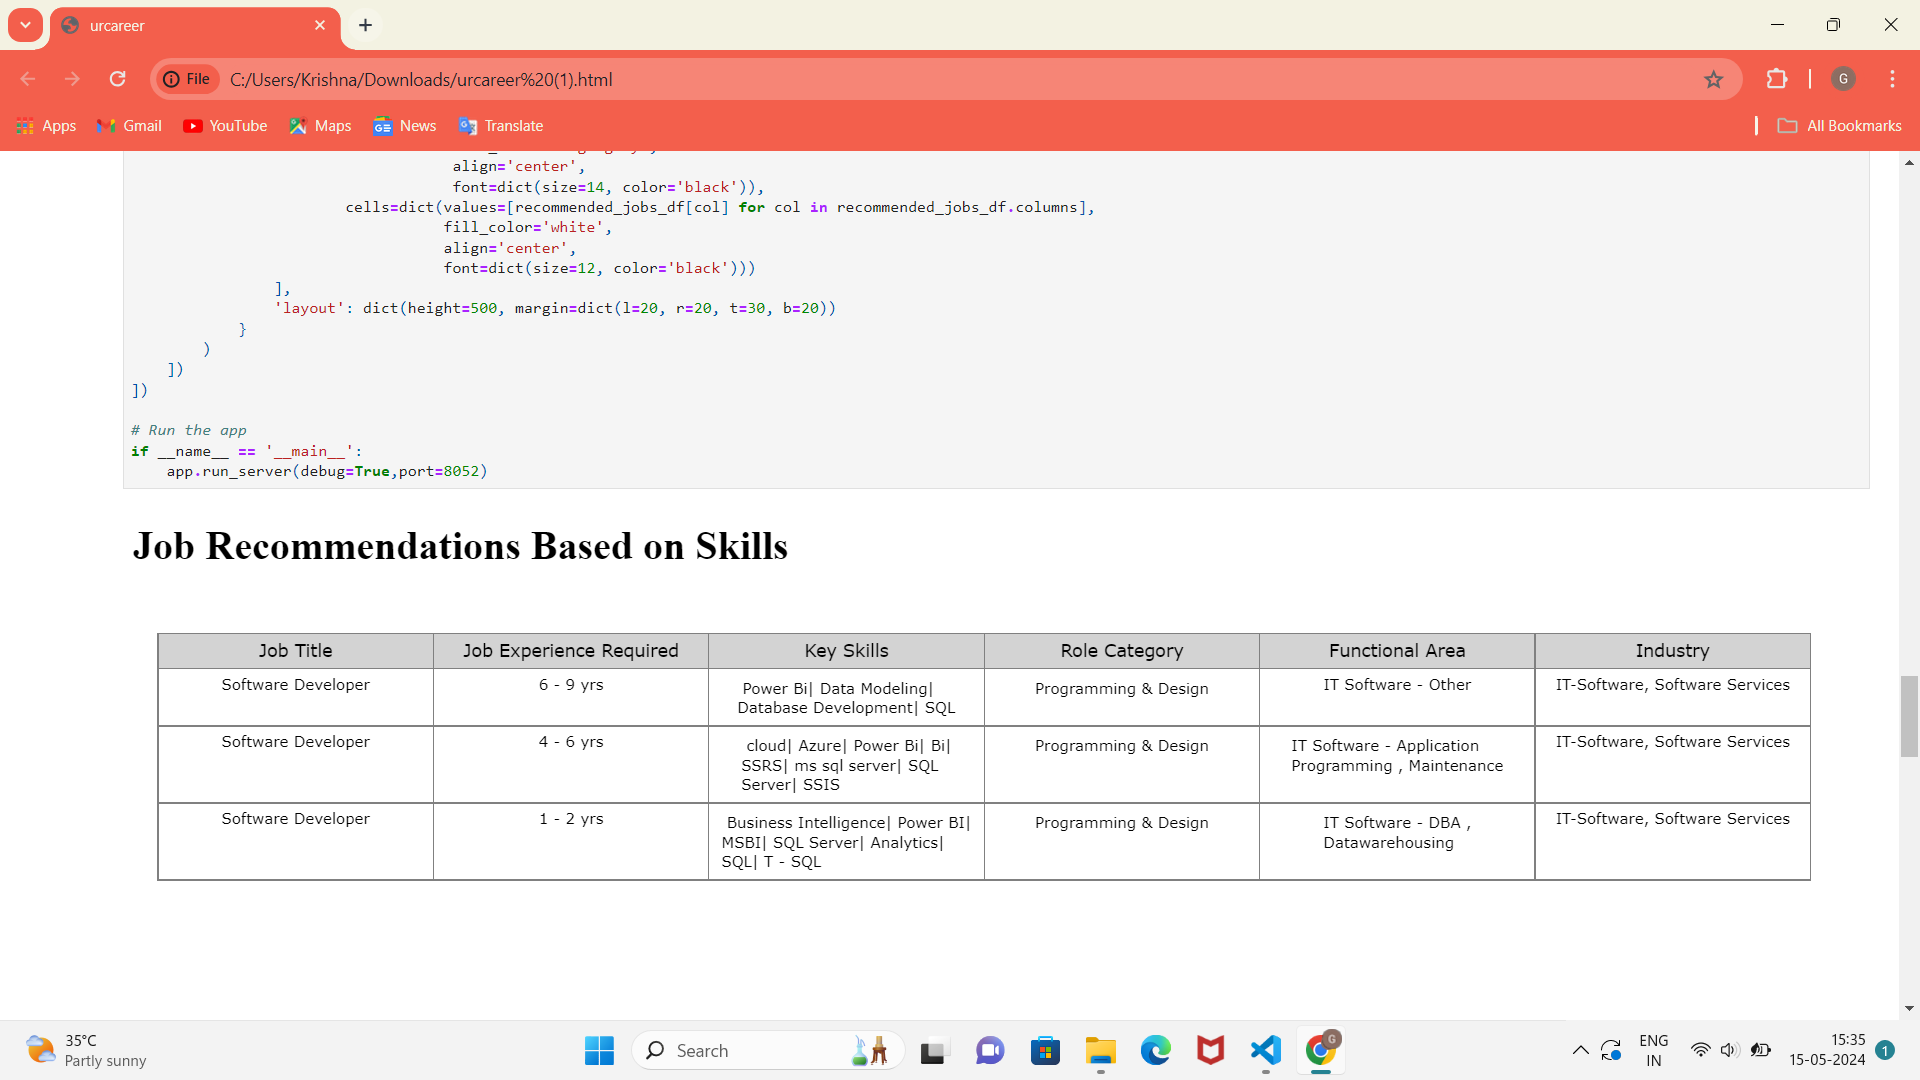 urcareer
File C:/Users/Krishna/Downloads/urcareer%20(1).html
G
Apps Gmail YouTube Maps News Translate All Bookmarks
align='center',
font=dict(size=14, color='black')),
cells=dict(values=[recommended_jobs_df[col] for col in recommended_jobs_df.columns],
fill_color='white',
align='center',
font=dict(size=12, color='black')))
],
'layout': dict(height=500, margin=dict(l=20, r=20, t=30, b=20))
}
)
])
])
# Run the app
if __name__ == '__main__':
app.run_server(debug=True,port=8052)
Job Recommendations Based on Skills
Job Title Job Experience Required Key Skills Role Category Functional Area Industry
Software Developer 6 - 9 yrs Power Bi| Data Modeling| Programming & Design IT Software - Other IT-Software, Software Services
Database Development| SQL
Software Developer 4 - 6 yrs cloud| Azure| Power Bi| Bi| Programming & Design IT Software - Application IT-Software, Software Services
SSRS| ms sql server| SQL Programming , Maintenance
Server| SSIS
Software Developer 1 - 2 yrs Business Intelligence| Power BI| Programming & Design IT Software - DBA , IT-Software, Software Services
MSBI| SQL Server| Analytics| Datawarehousing
SQL| T - SQL
35°C
Partly sunny
Search
G
ENG
IN
15:35
15-05-2024
1